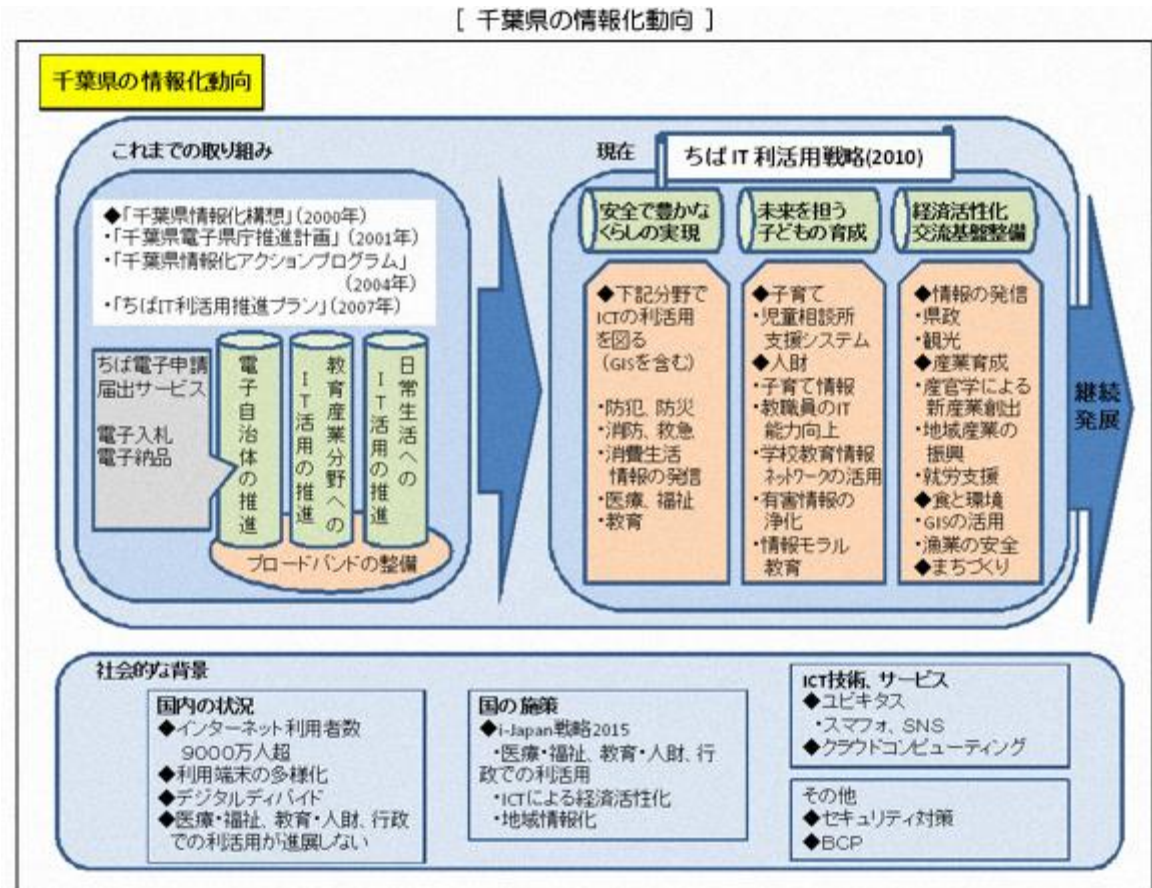 [ 千葉県の情報化動向 ]
千葉県の情報化動向
これまでの取り組み
◆「千葉県情報化構想」(2000年)
・「千葉県電子県庁推進計画」(2001年)
・「千葉県情報化アクションプログラム」
(2004年)
・「ちばIT利活用推進プラン」(2007年)
ちば電子申請
届出サービス
電子入札
電子納品
電子自治体の推進
教育産業分野への
IT活用の推進
日常生活への
IT活用の推進
ブロードバンドの整備
現在
ちばIT利活用戦略(2010)
安全で豊かな
くらしの実現
◆下記分野で
ICTの利活用
を図る
(GISを含む)
・防犯、防災
・消防、救急
・消費生活
情報の発信
・医療、福祉
・教育
未来を担う
子どもの育成
◆子育て
・児童相談所
支援システム
◆人財
・子育て情報
・教職員のIT
能力向上
・学校教育情報
ネットワークの活用
・有害情報の
浄化
・情報モラル
教育
経済活性化
交流基盤整備
◆情報の発信
・県政
・観光
◆産業育成
・産官学による
新産業創出
・地域産業の
振興
・就労支援
◆食と環境
・GISの活用
・漁業の安全
◆まちづくり
継続
発展
社会的な背景
国内の状況
◆インターネット利用者数
9000万人超
◆利用端末の多様化
◆デジタルディバイド
◆医療・福祉、教育・人財、行政
での利活用が進展しない
国の施策
◆i-Japan戦略2015
・医療・福祉、教育・人財、行
政での利活用
・ICTによる経済活性化
・地域情報化
ICT技術、サービス
◆ユビキタス
・スマフォ、SNS
◆クラウドコンピューティング
その他
◆セキュリティ対策
◆BCP